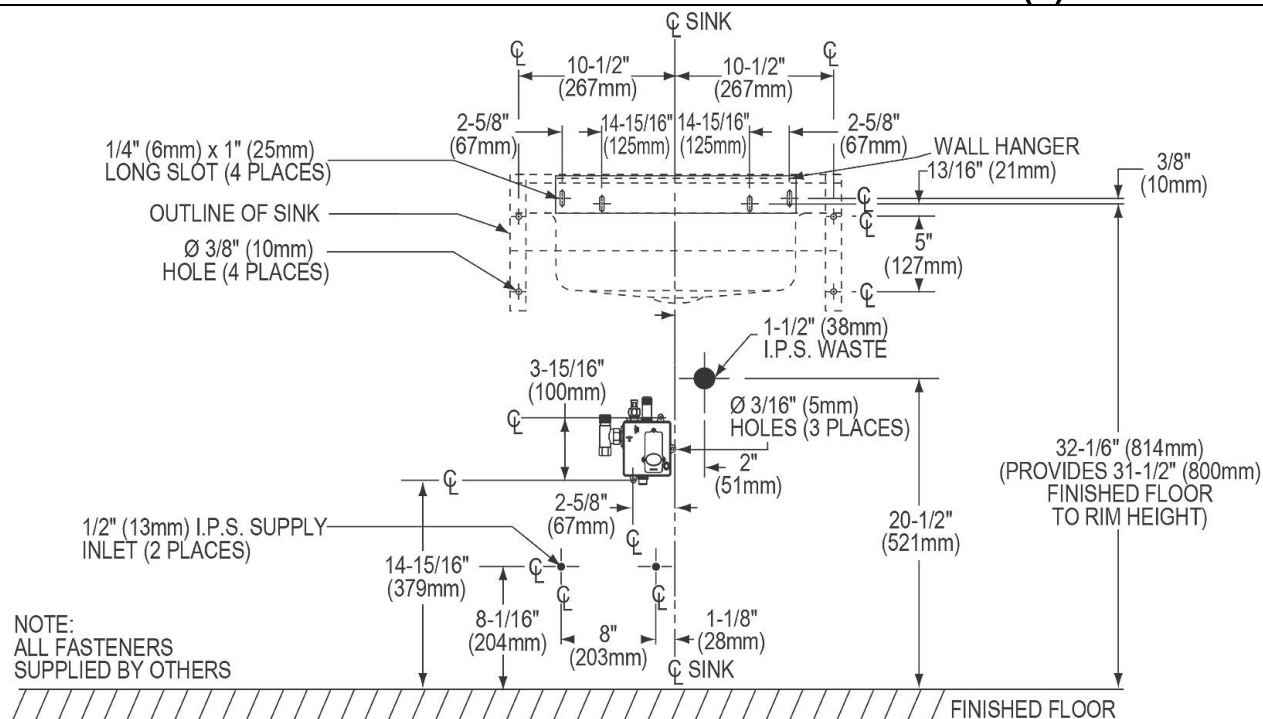 ℄ SINK
℄
℄
10-1/2"
(267mm)
10-1/2"
(267mm)
2-5/8"
(67mm)
14-15/16"
(125mm)
14-15/16"
(125mm)
2-5/8"
(67mm)
WALL HANGER
13/16" (21mm)
3/8"
(10mm)
1/4" (6mm) x 1" (25mm)
LONG SLOT (4 PLACES)
OUTLINE OF SINK
Ø 3/8" (10mm)
HOLE (4 PLACES)
℄
℄
5"
(127mm)
℄
1-1/2" (38mm)
I.P.S. WASTE
3-15/16"
(100mm)
℄
Ø 3/16" (5mm)
HOLES (3 PLACES)
2"
(51mm)
32-1/6" (814mm)
(PROVIDES 31-1/2" (800mm)
FINISHED FLOOR
TO RIM HEIGHT)
℄
2-5/8"
(67mm)
℄
20-1/2"
(521mm)
1/2" (13mm) I.P.S. SUPPLY
INLET (2 PLACES)
14-15/16"
(379mm)
℄
℄
℄
8-1/16"
(204mm)
8"
(203mm)
1-1/8"
(28mm)
NOTE:
ALL FASTENERS
SUPPLIED BY OTHERS
℄ SINK
FINISHED FLOOR